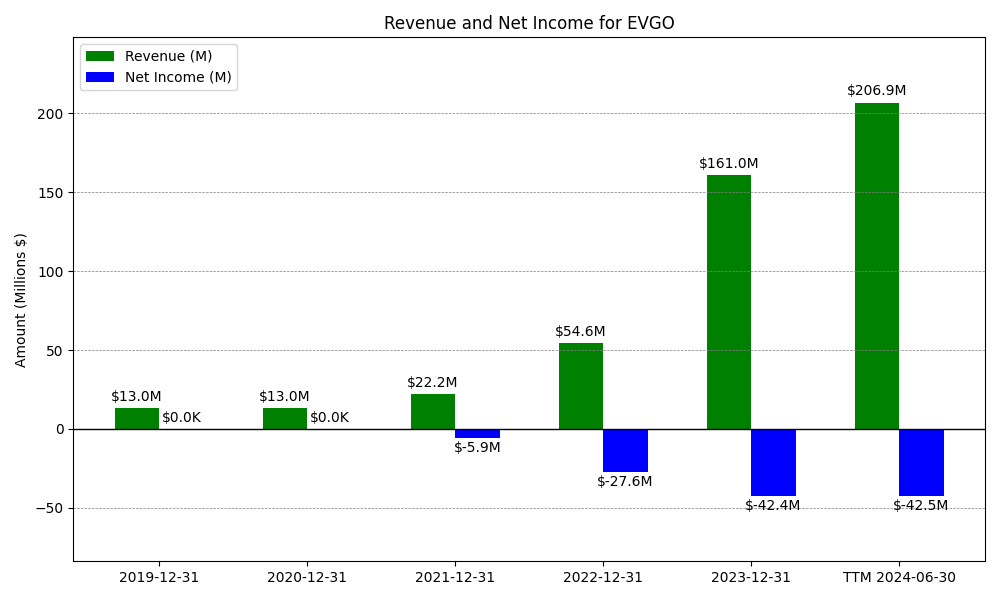 Revenue and Net Income for EVGO
Revenue (M)
Net Income (M)
Amount (Millions $)
200
150
100
50
0
−50
$13.0M
$0.0K
$13.0M
$0.0K
$22.2M
$-5.9M
$54.6M
$-27.6M
$161.0M
$-42.4M
$206.9M
$-42.5M
2019-12-31
2020-12-31
2021-12-31
2022-12-31
2023-12-31
TTM 2024-06-30